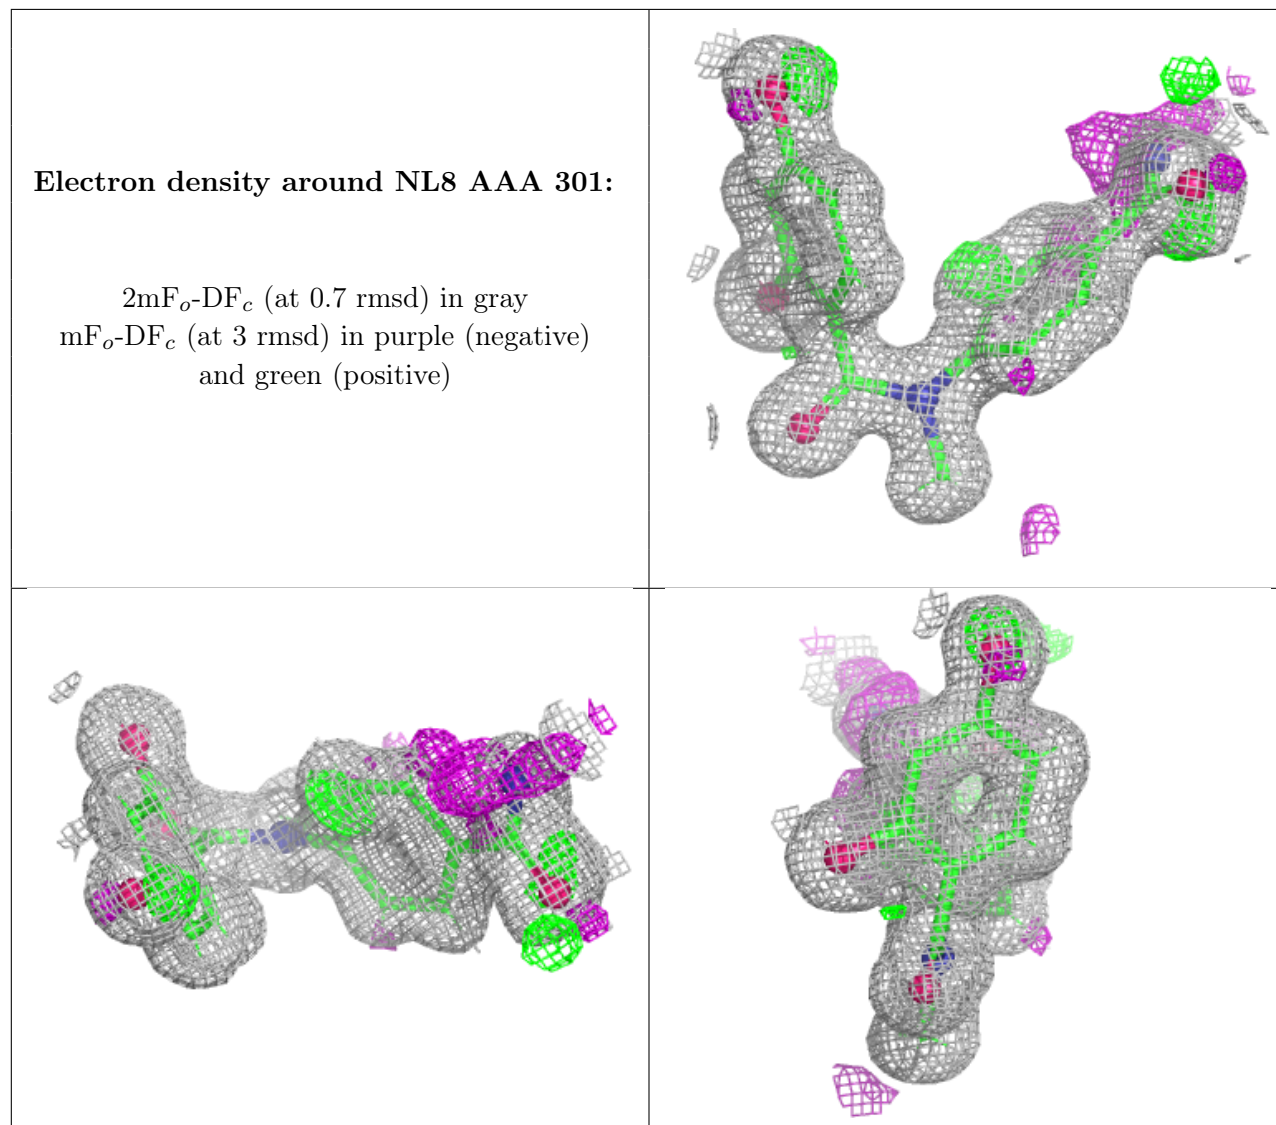 Electron density around NL8 AAA 301:
2mFₒ-DF𝒸 (at 0.7 rmsd) in gray
mFₒ-DF𝒸 (at 3 rmsd) in purple (negative)
and green (positive)